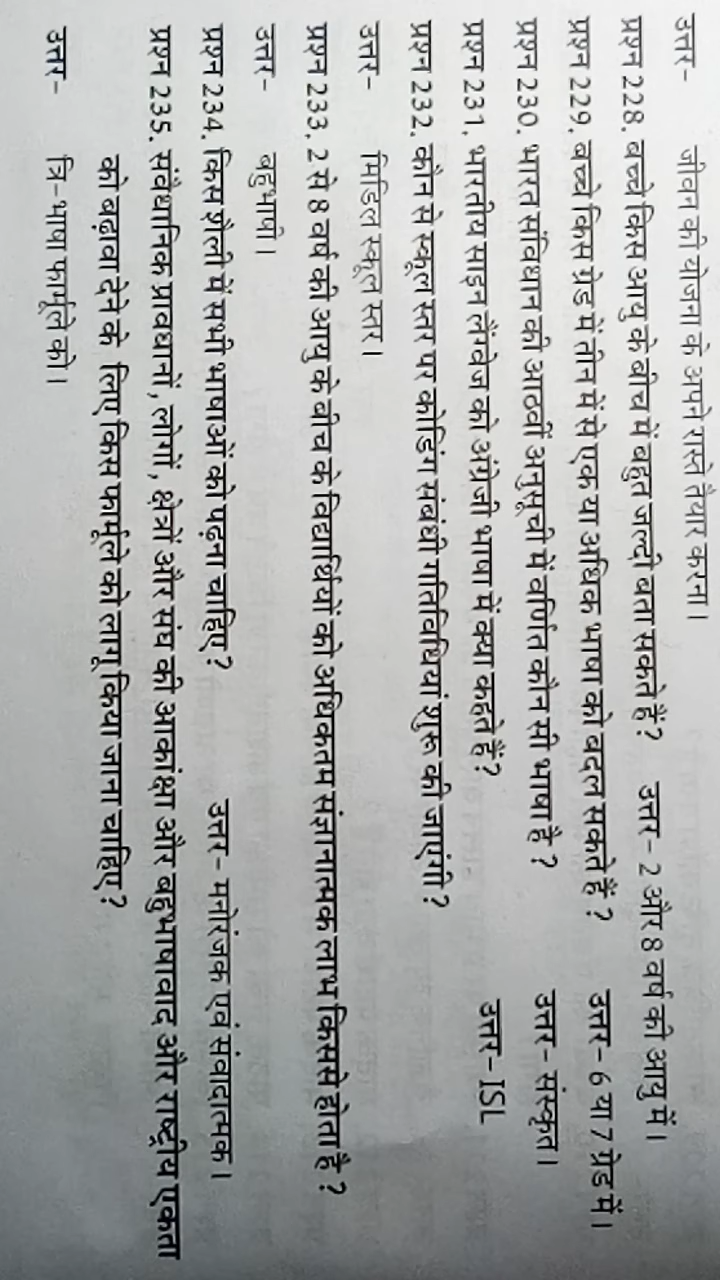 उत्तर- जीवन की योजना के अपने रास्ते तैयार करना।
प्रश्न 228. बच्चे किस आयु के बीच में बहुत जल्दी बता सकते हैं? उत्तर- 2 और 8 वर्ष की आयु में।
प्रश्न 229. बच्चे किस ग्रेड में तीन में से एक या अधिक भाषा को बदल सकते हैं? उत्तर- 6 या 7 ग्रेड में।
प्रश्न 230. भारत संविधान की आठवीं अनुसूची में वर्णित कौन सी भाषा है? उत्तर- संस्कृत।
प्रश्न 231. भारतीय साइन लैंग्वेज को अंग्रेजी भाषा में क्या कहते हैं? उत्तर- ISL
प्रश्न 232. कौन से स्कूल स्तर पर कोडिंग संबंधी गतिविधियां शुरू की जाएंगी?
उत्तर- मिडिल स्कूल स्तर।
प्रश्न 233. 2 से 8 वर्ष की आयु के बीच के विद्यार्थियों को अधिकतम संज्ञानात्मक लाभ किससे होता है?
उत्तर- बहुभाषी।
प्रश्न 234. किस शैली में सभी भाषाओं को पढ़ना चाहिए? उत्तर- मनोरंजक एवं संवादात्मक।
प्रश्न 235. संवैधानिक प्रावधानों, लोगों, क्षेत्रों और संघ की आकांक्षा और बहुभाषावाद और राष्ट्रीय एकता
को बढ़ावा देने के लिए किस फार्मूले को लागू किया जाना चाहिए?
उत्तर- त्रि-भाषा फार्मूले को।